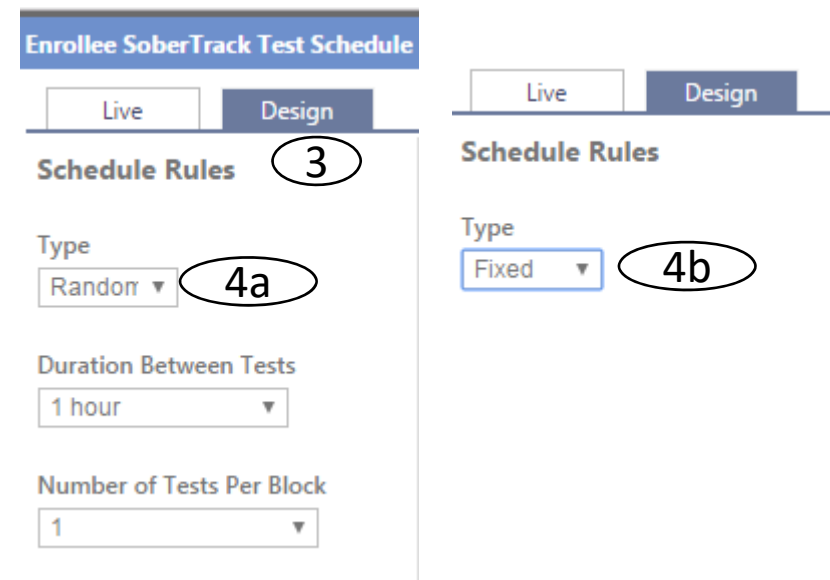 Enrollee SoberTrack Test Schedule
Live Design
Schedule Rules 3
Type
Random 4a
Duration Between Tests
1 hour
Number of Tests Per Block
1
Live Design
Schedule Rules
Type
Fixed 4b